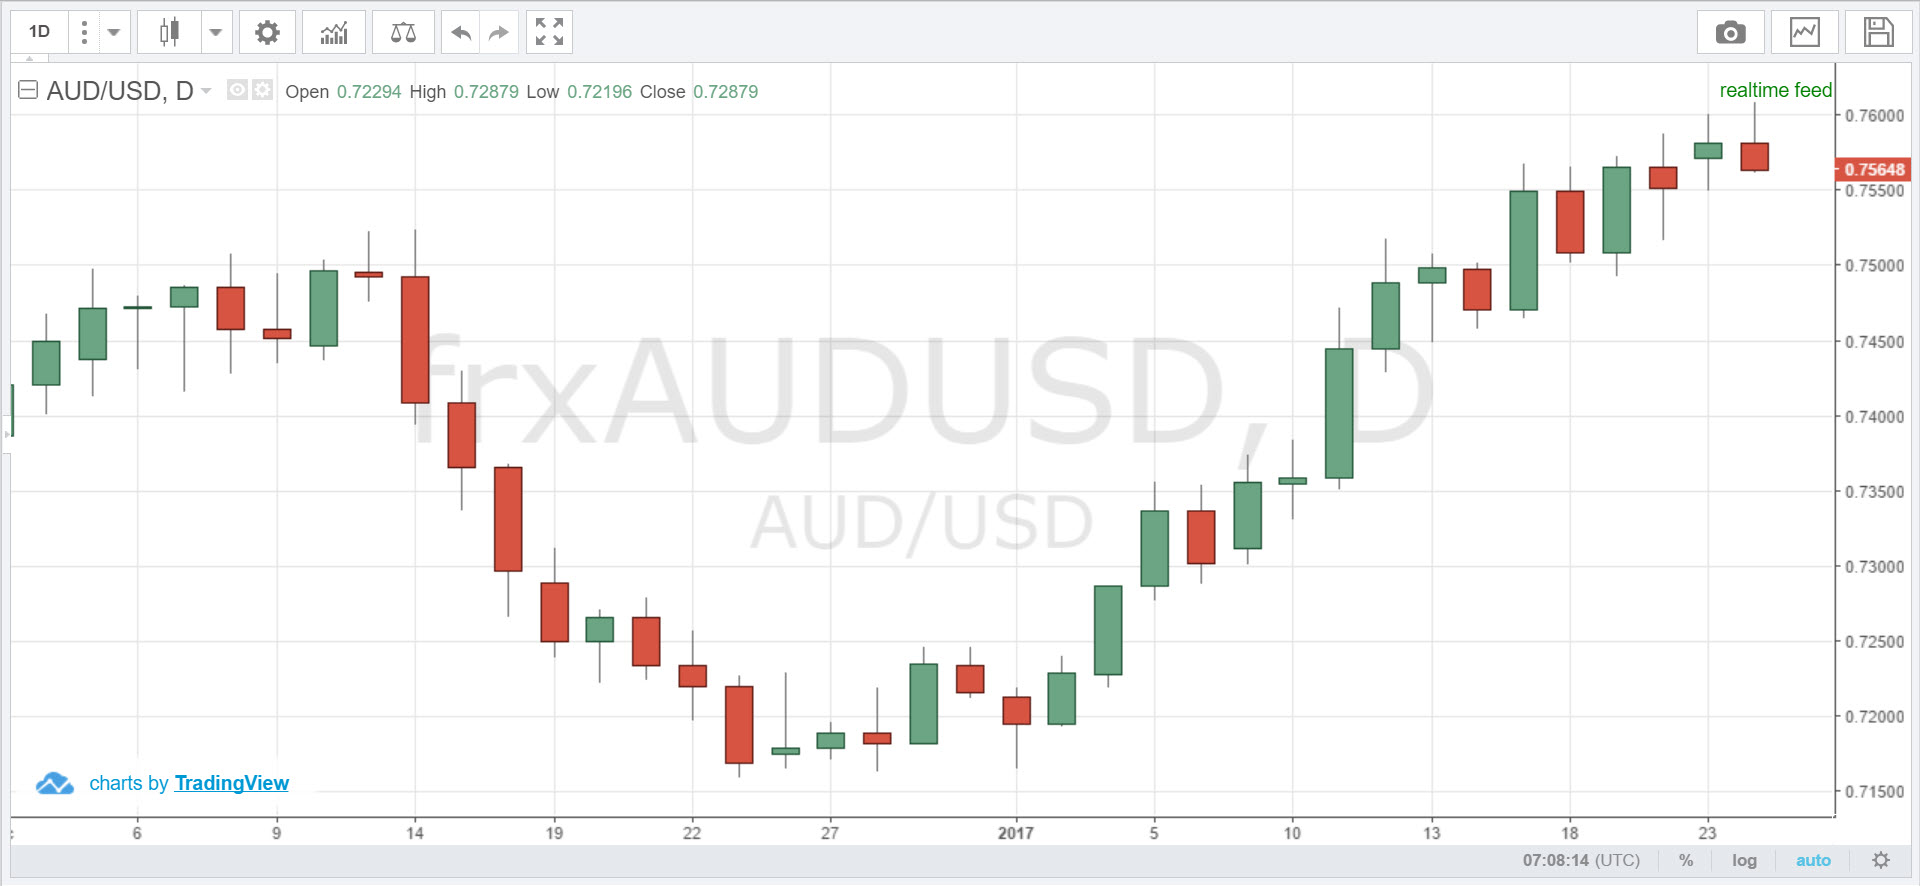 1D
AUD/USD, D
Open 0.72294 High 0.72879 Low 0.72196 Close 0.72879
realtime feed
0.76000
0.75648
0.75500
0.75000
0.74500
0.74000
0.73500
0.73000
0.72500
0.72000
0.71500
frxAUDUSD, D
AUD/USD
charts by TradingView
6 9 14 19 22 27 2017 5 10 13 18 23
07:08:14 (UTC) % log auto